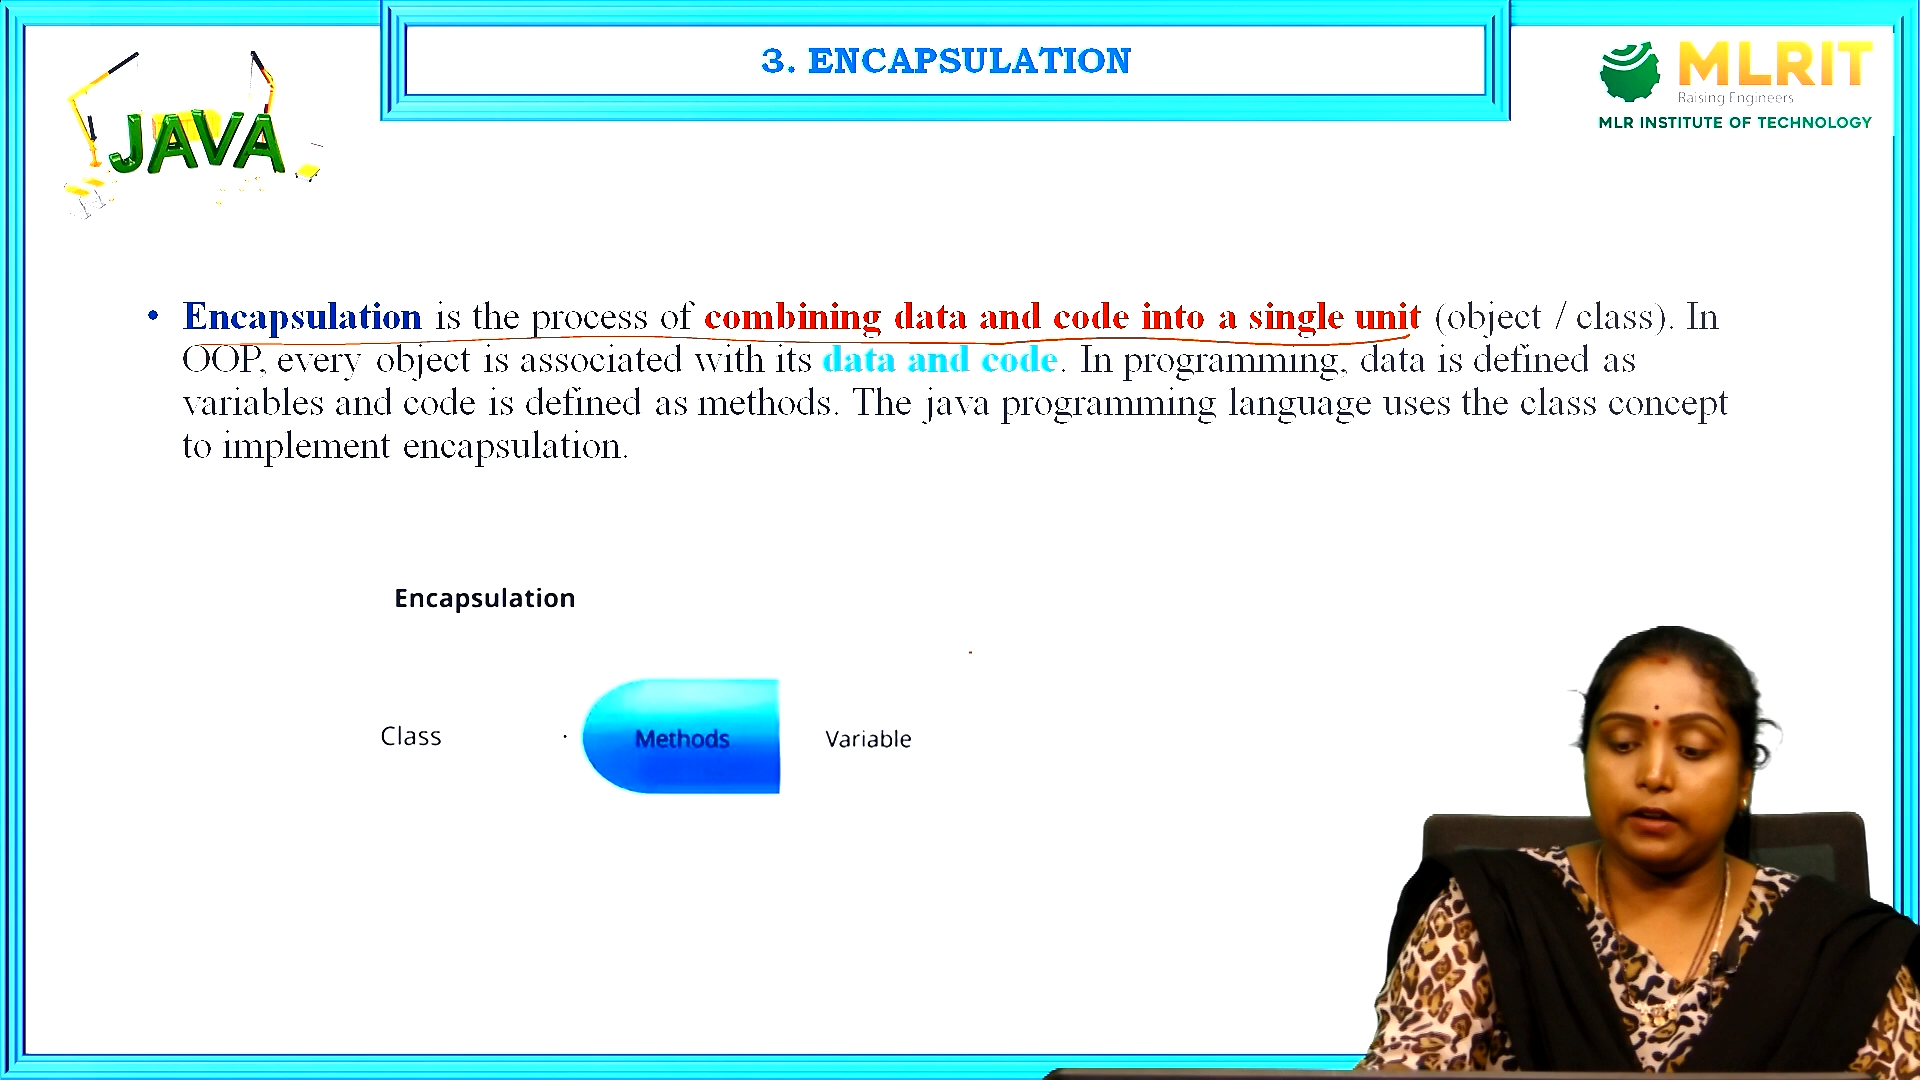 3. ENCAPSULATION
JAVA
MLRIT
Raising Engineers
MLR INSTITUTE OF TECHNOLOGY
• Encapsulation is the process of combining data and code into a single unit (object / class). In
OOP, every object is associated with its data and code. In programming, data is defined as
variables and code is defined as methods. The java programming language uses the class concept
to implement encapsulation.
Encapsulation
Class
Methods
Variable